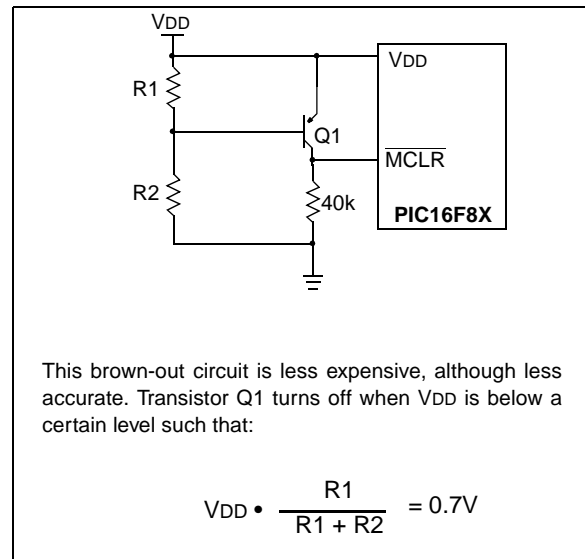 VDD
VDD
R1
Q1
MCLR
R2
40k
PIC16F8X
This brown-out circuit is less expensive, although less
accurate. Transistor Q1 turns off when VDD is below a
certain level such that:
VDD • R1 / R1 + R2 = 0.7V